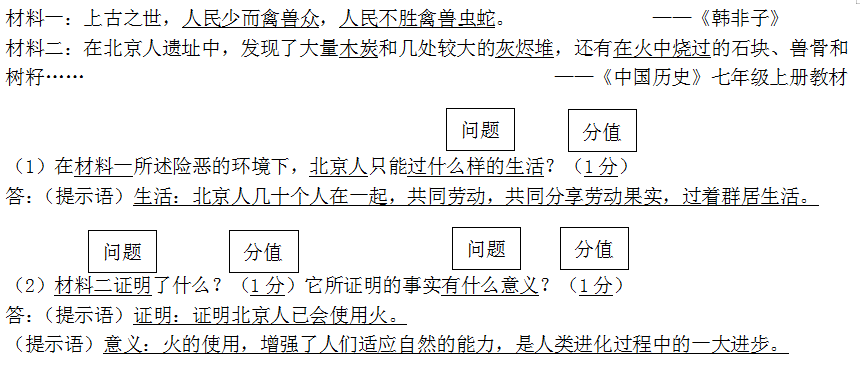 材料一：上古之世，人民少而禽兽众，人民不胜禽兽虫蛇。 ——《韩非子》
材料二：在北京人遗址中，发现了大量木炭和几处较大的灰烬堆，还有在火中烧过的石块、兽骨和
树籽…… ——《中国历史》七年级上册教材
问题 分值
（1）在材料一所述险恶的环境下，北京人只能过什么样的生活？（1分）
答：（提示语）生活：北京人几十个人在一起，共同劳动，共同分享劳动果实，过着群居生活。
问题 分值 问题 分值
（2）材料二证明了什么？（1分）它所证明的事实有什么意义？（1分）
答：（提示语）证明：证明北京人已会使用火。
（提示语）意义：火的使用，增强了人们适应自然的能力，是人类进化过程中的一大进步。